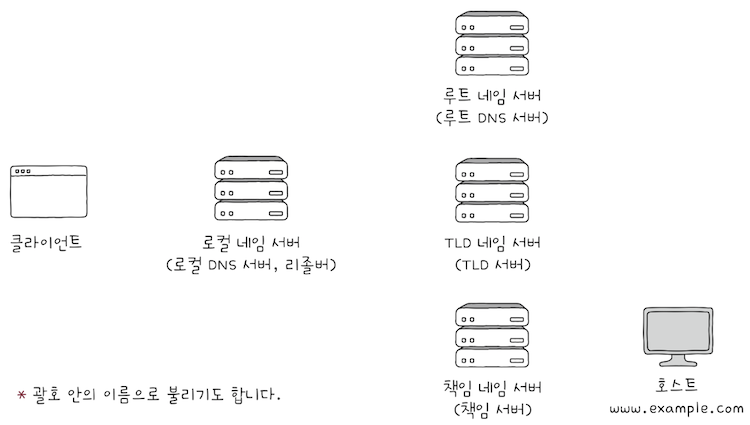 루트 네임 서버
(루트 DNS 서버)
클라이언트
로컬 네임 서버
(로컬 DNS 서버, 리졸버)
TLD 네임 서버
(TLD 서버)
책임 네임 서버
(책임 서버)
호스트
www.example.com
* 괄호 안의 이름으로 불리기도 합니다.